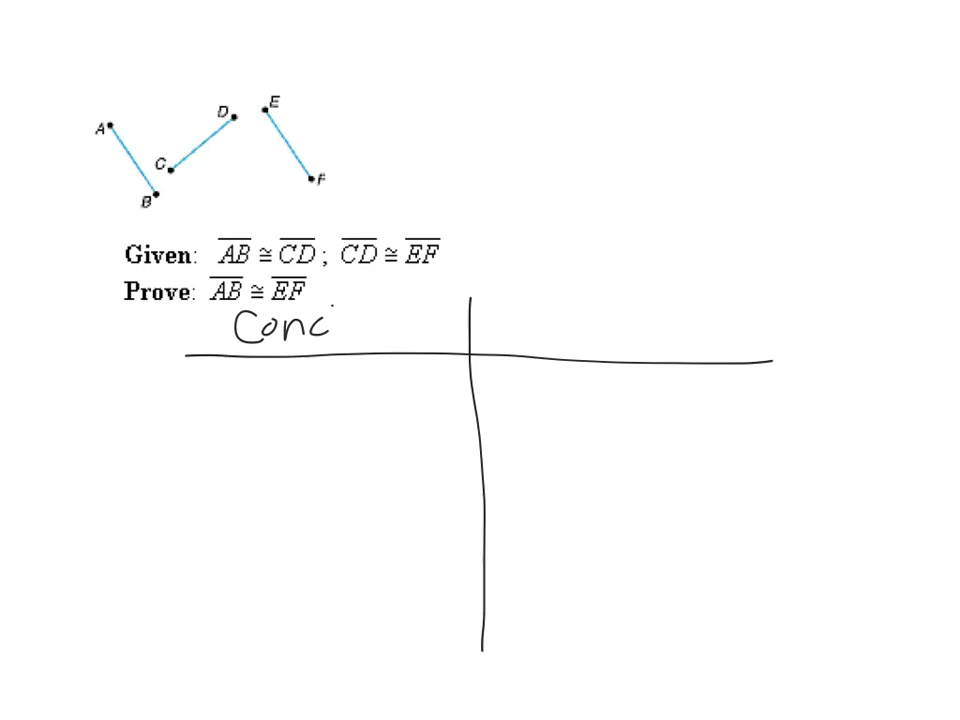 A
B
C
D
E
F
Given: AB ≅ CD ; CD ≅ EF
Prove: AB ≅ EF
Conc